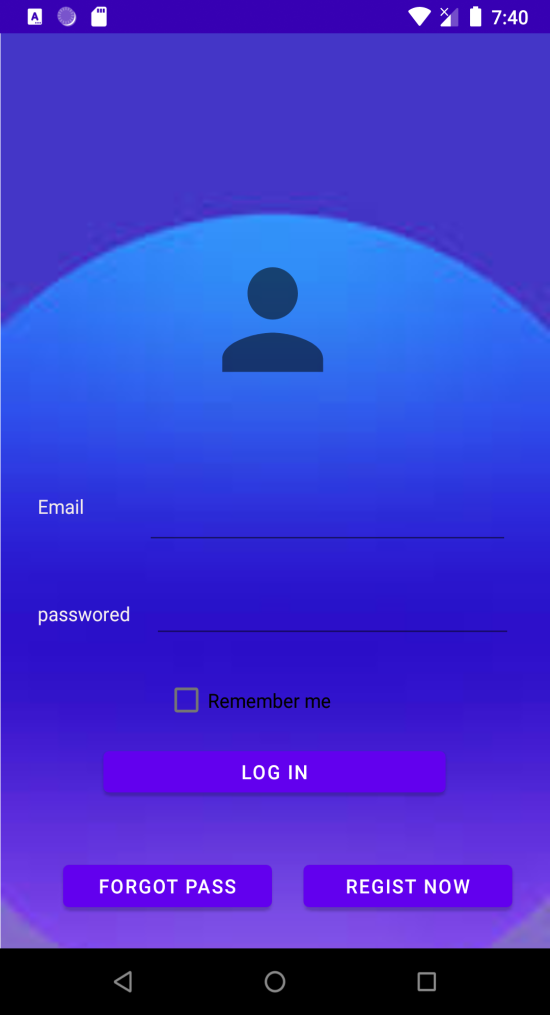 7:40
Email
passwored
Remember me
LOG IN
FORGOT PASS
REGIST NOW